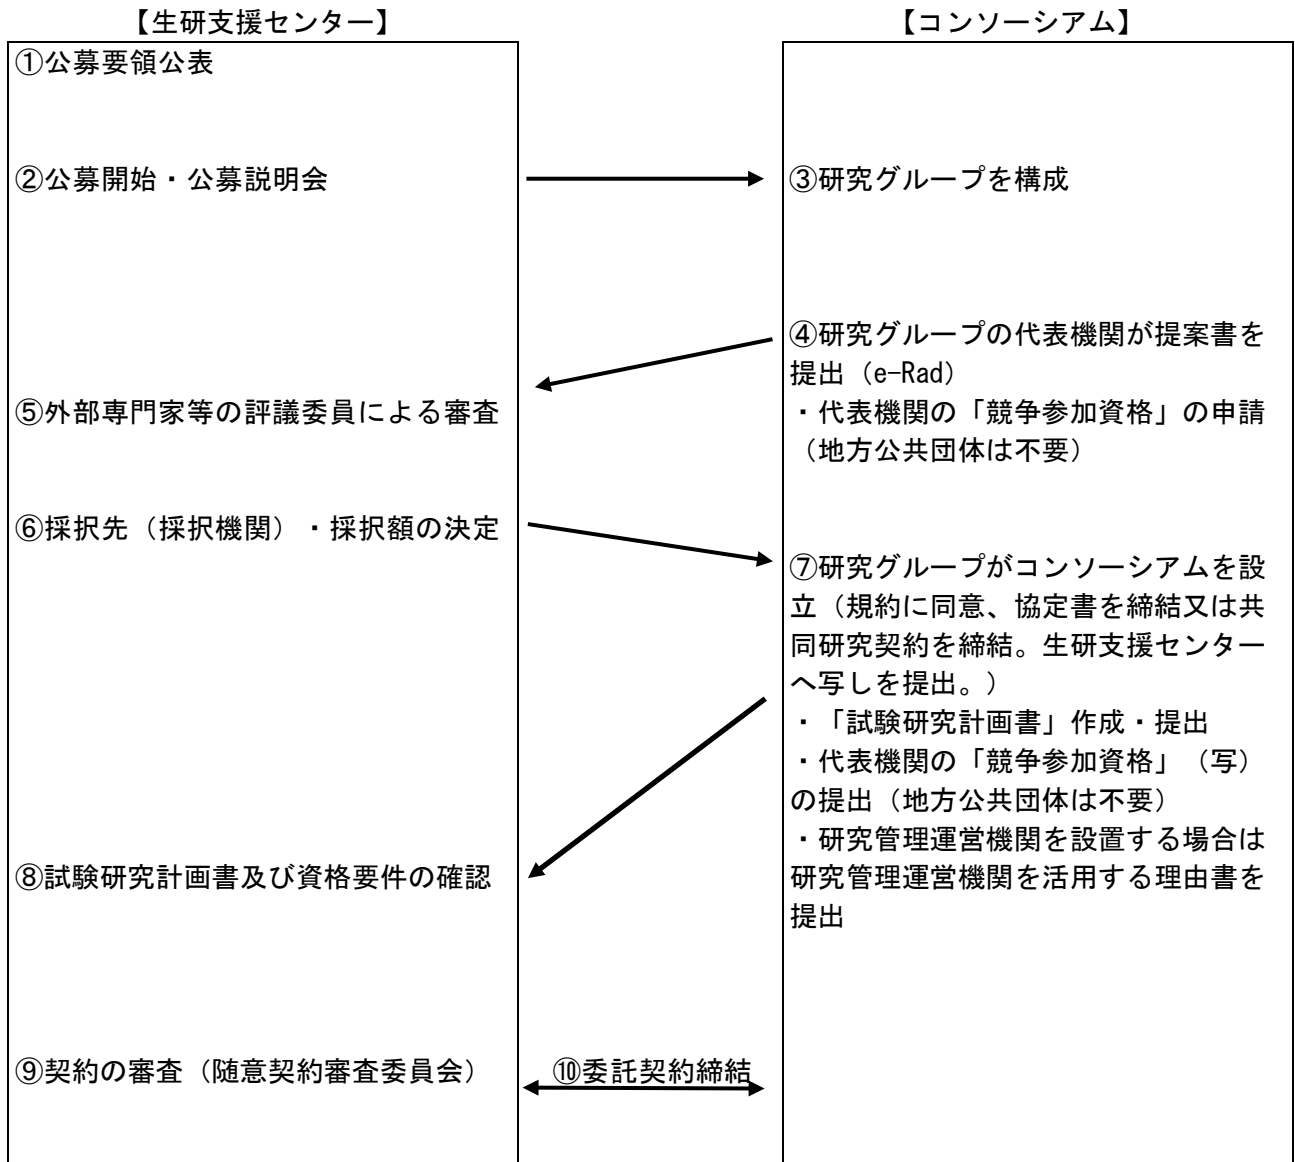 【生研支援センター】
①公募要領公表
②公募開始・公募説明会
⑤外部専門家等の評議委員による審査
⑥採択先（採択機関）・採択額の決定
⑧試験研究計画書及び資格要件の確認
⑨契約の審査（随意契約審査委員会）
⑩委託契約締結
【コンソーシアム】
③研究グループを構成
④研究グループの代表機関が提案書を
提出（e-Rad）
・代表機関の「競争参加資格」の申請
（地方公共団体は不要）
⑦研究グループがコンソーシアムを設
立（規約に同意、協定書を締結又は共
同研究契約を締結。生研支援センター
へ写しを提出。）
・「試験研究計画書」作成・提出
・代表機関の「競争参加資格」（写）
の提出（地方公共団体は不要）
・研究管理運営機関を設置する場合は
研究管理運営機関を活用する理由書を
提出